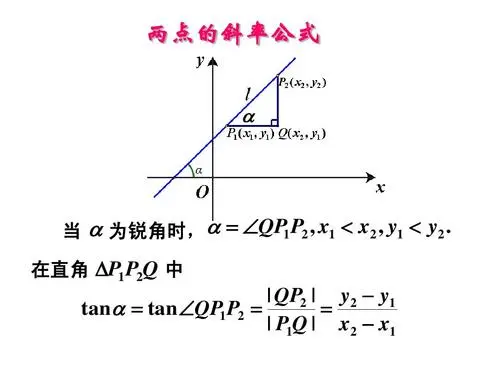 两点的斜率公式
y
P₂(x₂, y₂)
l
α
P₁(x₁, y₁) Q(x₂, y₁)
α
O x
当 α 为锐角时, α = ∠QP₁P₂, x₁ < x₂, y₁ < y₂.
在直角 ΔP₁P₂Q 中
tanα = tan∠QP₁P₂ = |QP₂| / |P₁Q| = (y₂ − y₁) / (x₂ − x₁)